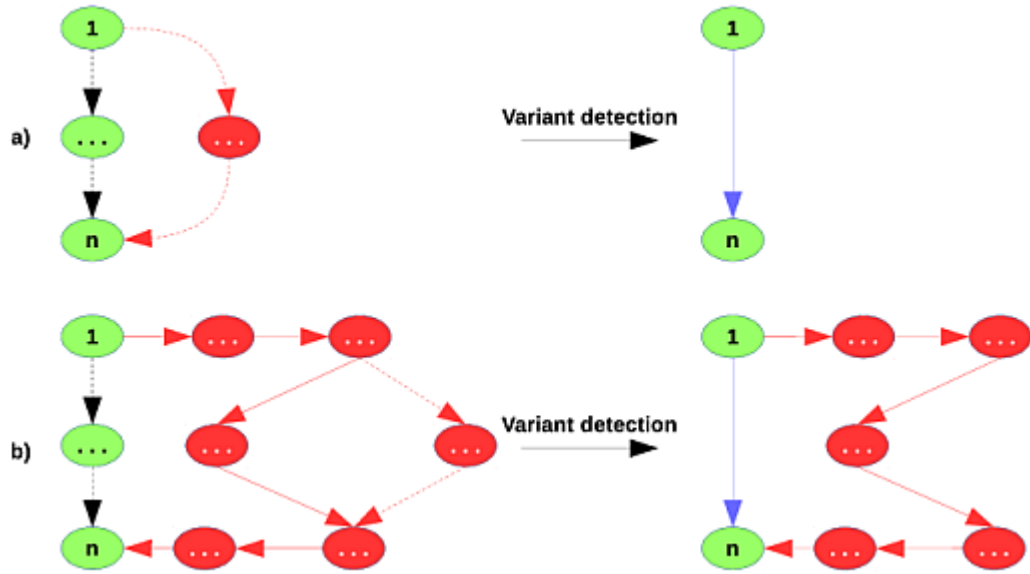 1 1
a) ... ... Variant detection
n n
1 ... ... 1 ... ...
Variant detection
b) ... ... ... ...
n ... ... n ... ...